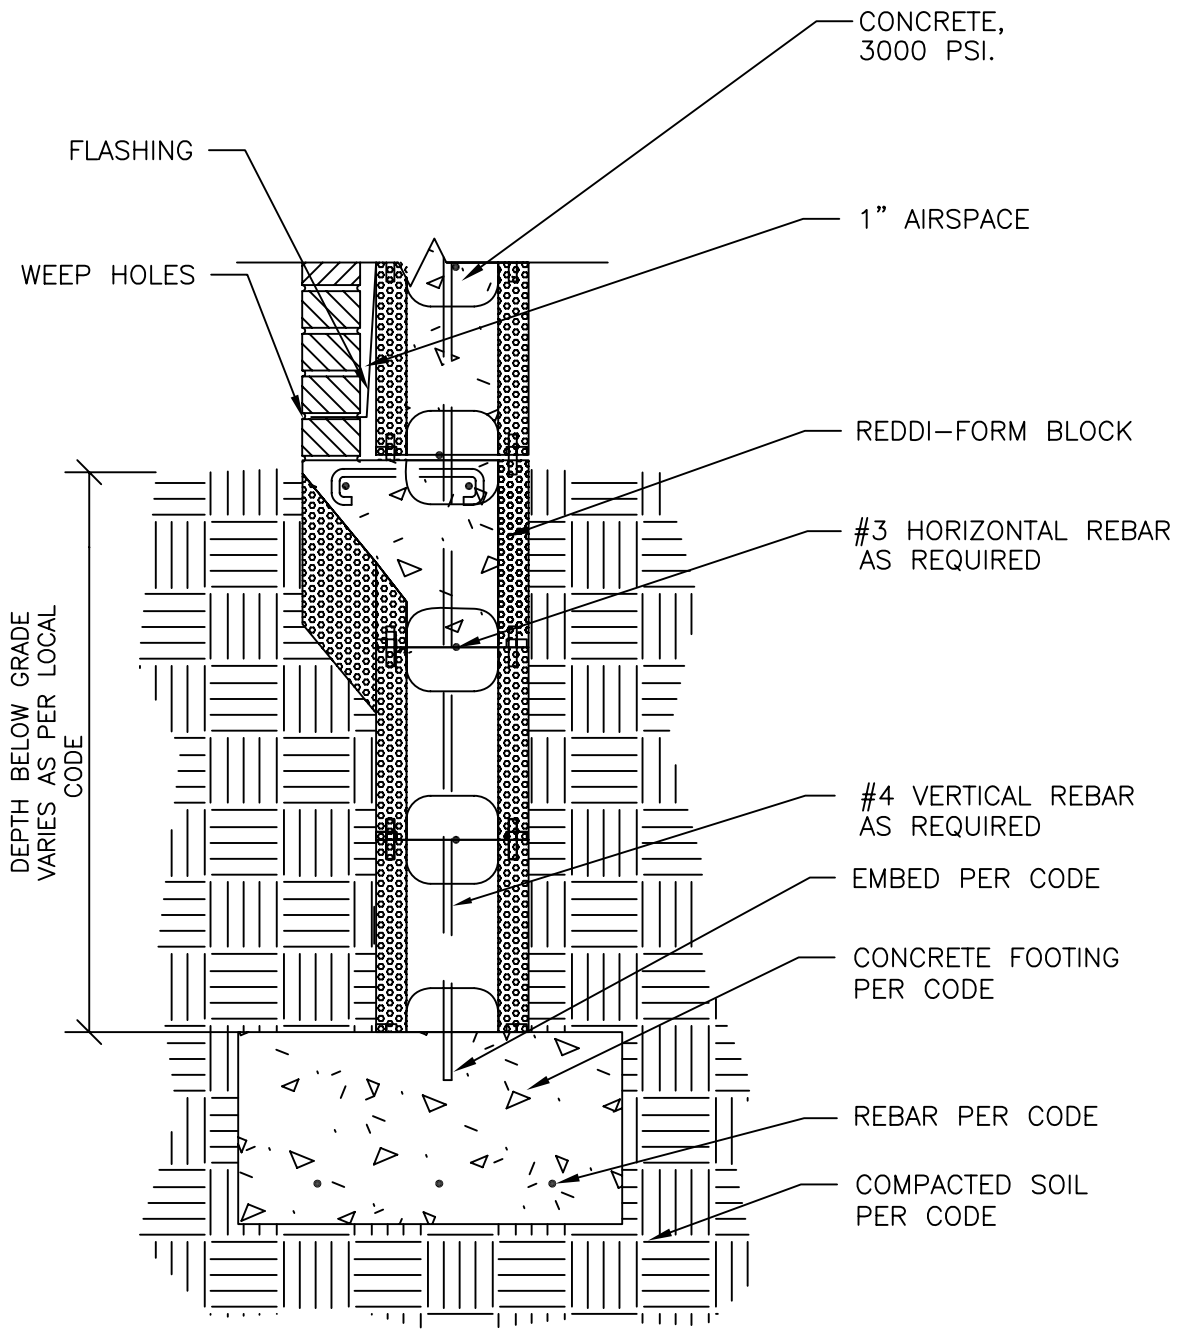 CONCRETE,
3000 PSI.
FLASHING
1” AIRSPACE
WEEP HOLES
REDDI-FORM BLOCK
#3 HORIZONTAL REBAR
AS REQUIRED
DEPTH BELOW GRADE
VARIES AS PER LOCAL
CODE
#4 VERTICAL REBAR
AS REQUIRED
EMBED PER CODE
CONCRETE FOOTING
PER CODE
REBAR PER CODE
COMPACTED SOIL
PER CODE